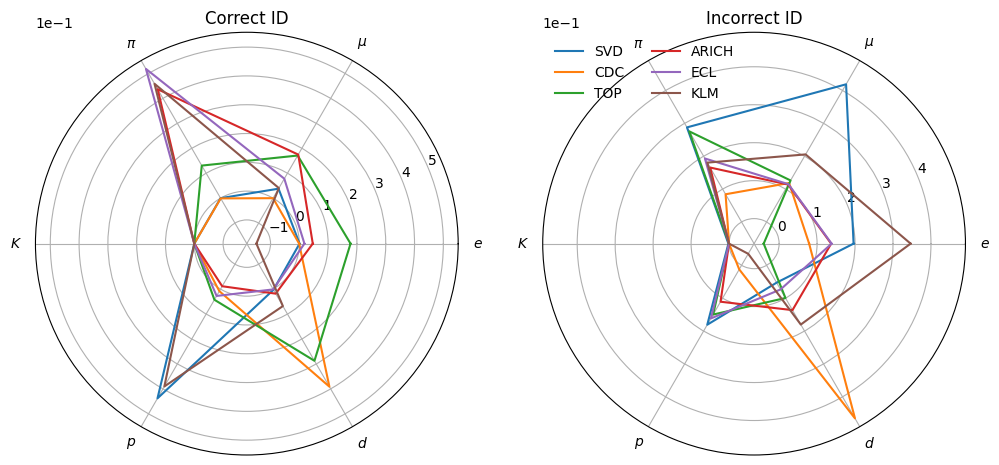 Correct ID
1e−1
π
μ
5
4
3
2
1
0
−1
K
e
p
d
Incorrect ID
1e−1
π
μ
SVD
CDC
TOP
ARICH
ECL
KLM
4
3
2
1
0
K
e
p
d